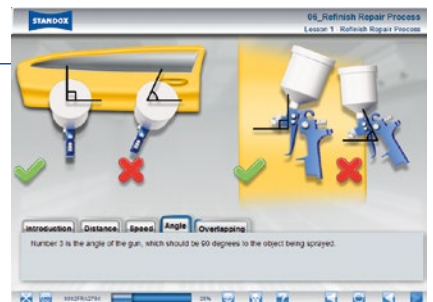 STANDOX
06_Refinish Repair Process
Lesson 1 - Refinish Repair Process
Introduction
Distance
Speed
Angle
Overlapping
Number 3 is the angle of the gun, which should be 90 degrees to the object being sprayed.
25%